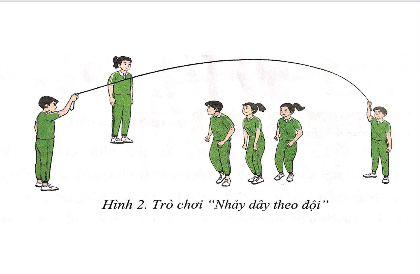 Hình 2. Trò chơi “Nhảy dây theo đội”